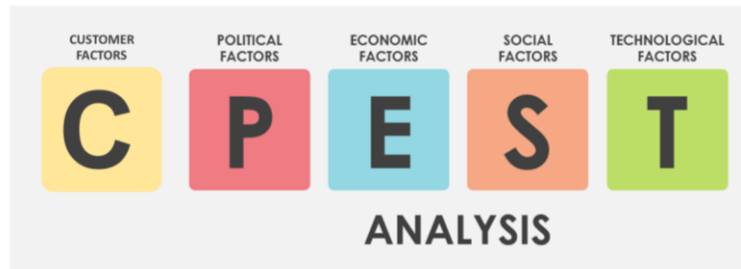 CUSTOMER
FACTORS
POLITICAL
FACTORS
ECONOMIC
FACTORS
SOCIAL
FACTORS
TECHNOLOGICAL
FACTORS
C P E S T
ANALYSIS